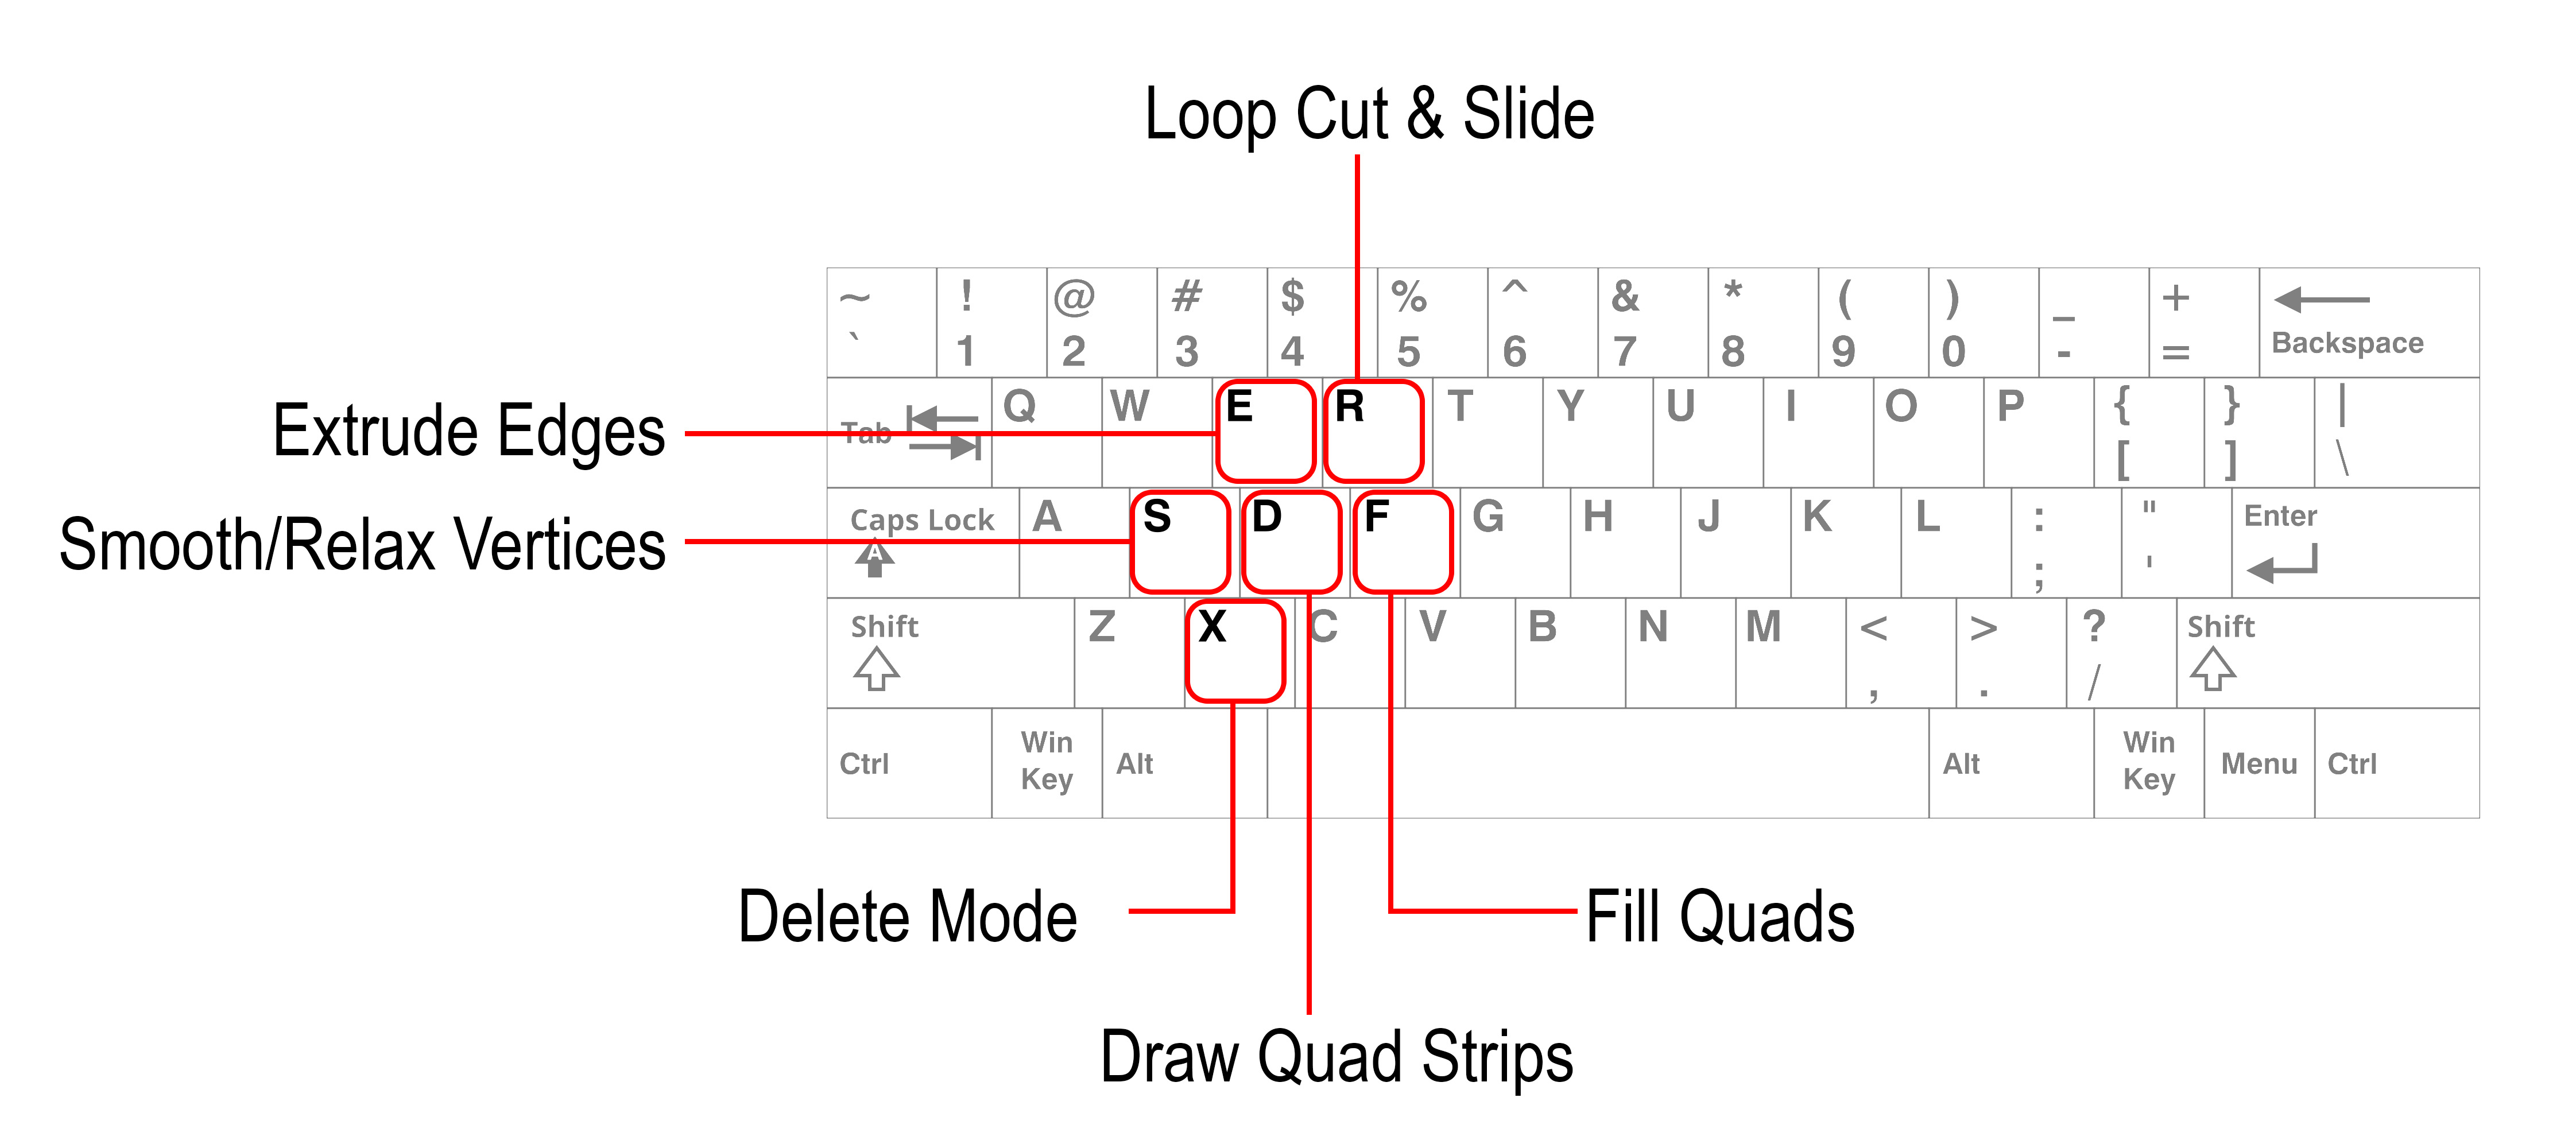 Loop Cut & Slide
~ ! @ # $ % ^ & * ( ) _ +
` 1 2 3 4 5 6 7 8 9 0 - = Backspace
Extrude Edges
Tab Q W E R T Y U I O P { } |
[ ] \
Smooth/Relax Vertices
Caps Lock A S D F G H J K L : " Enter
A ; '
Shift Z X C V B N M < > ? Shift
, . /
Ctrl Win Key Alt Alt Win Key Menu Ctrl
Delete Mode
Fill Quads
Draw Quad Strips